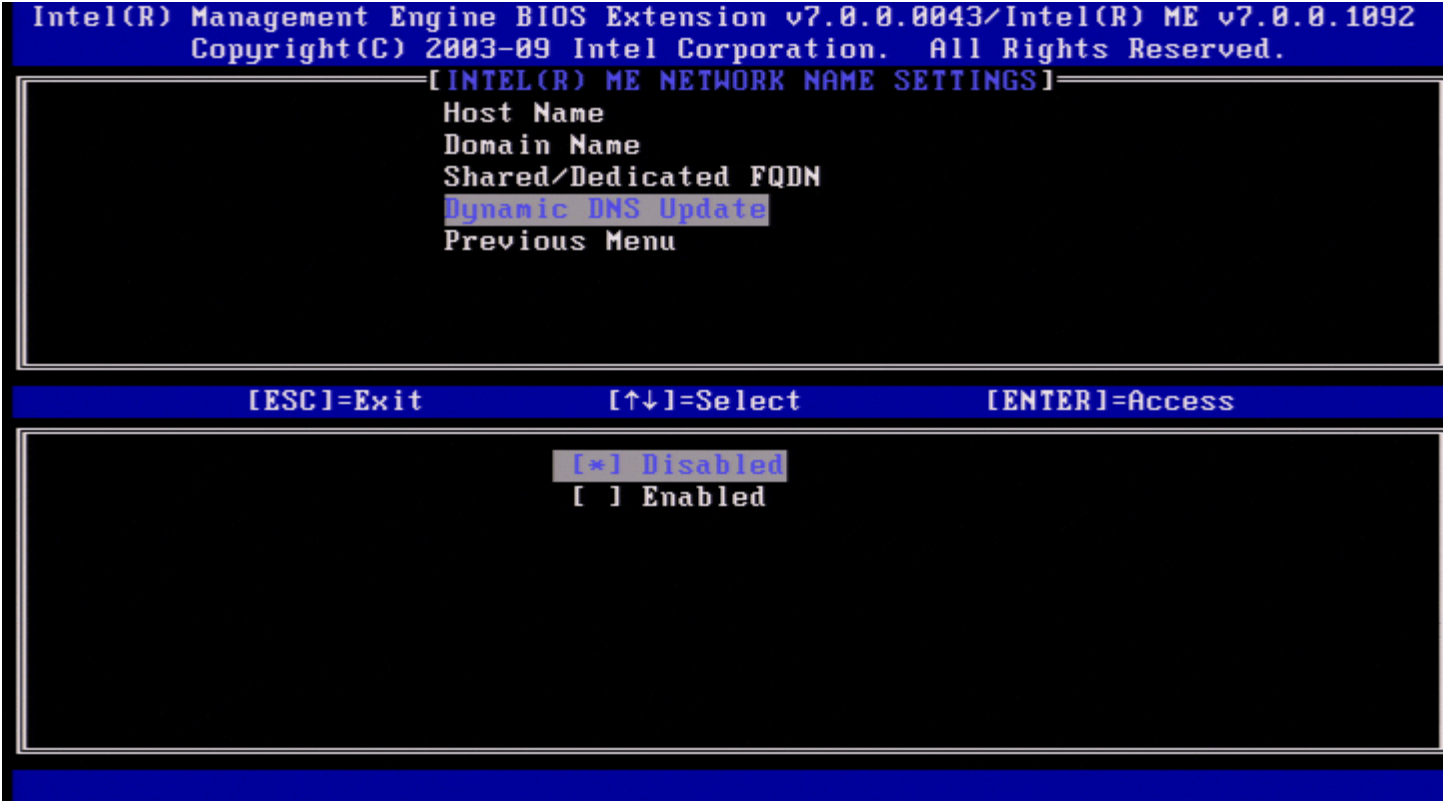 Intel(R) Management Engine BIOS Extension v7.0.0.0043/Intel(R) ME v7.0.0.1092
Copyright(C) 2003-09 Intel Corporation. All Rights Reserved.
[INTEL(R) ME NETWORK NAME SETTINGS]
Host Name
Domain Name
Shared/Dedicated FQDN
Dynamic DNS Update
Previous Menu
[ESC]=Exit [↑↓]=Select [ENTER]=Access
[*] Disabled
[ ] Enabled